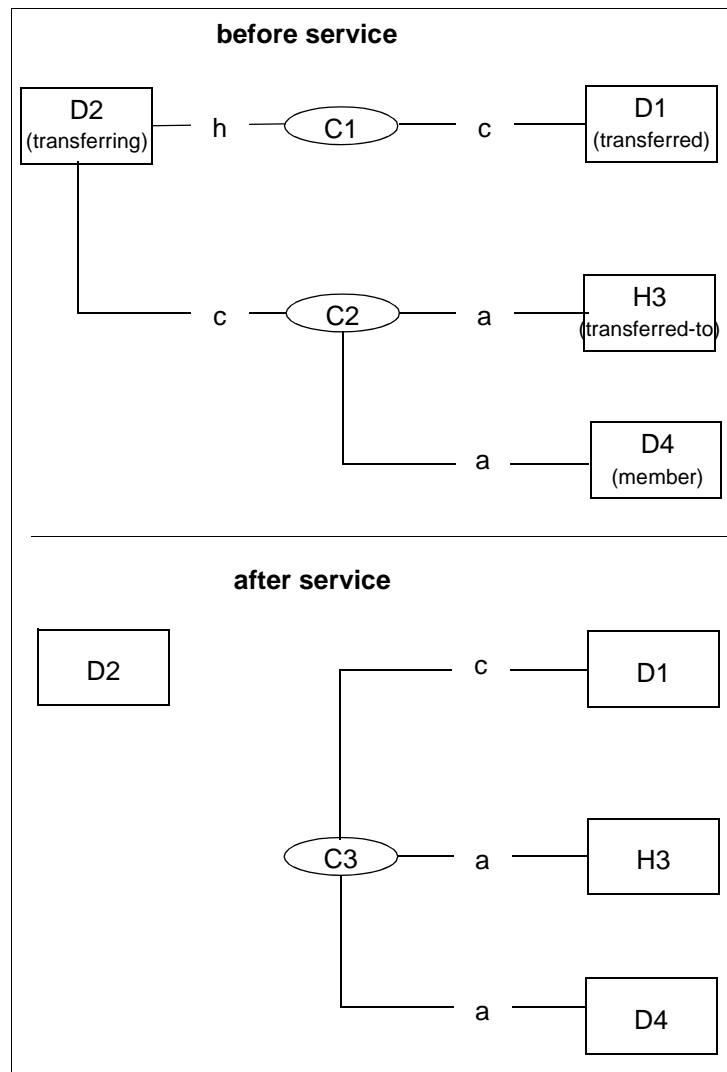 before service
D2
(transferring)
h
C1
c
D1
(transferred)
c
C2
a
H3
(transferred-to)
a
D4
(member)
after service
D2
c
D1
C3
a
H3
a
D4